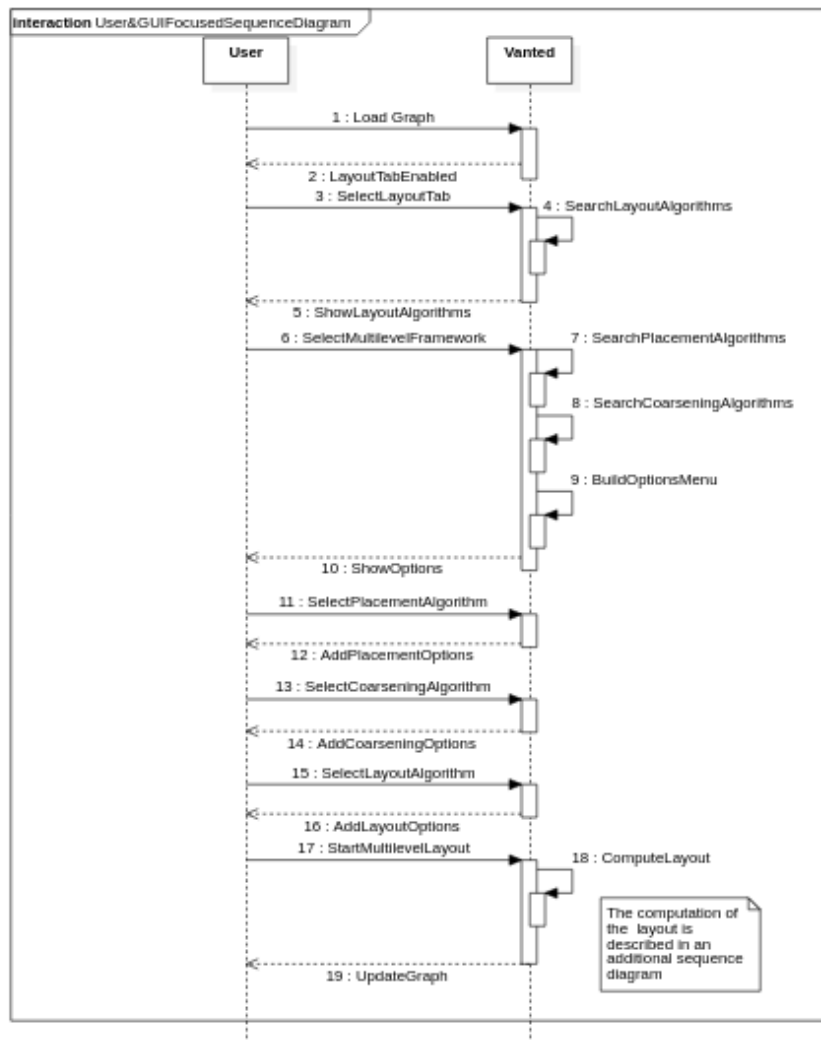 interaction User&GUIFocusedSequenceDiagram
User
Vanted
1 : Load Graph
2 : LayoutTabEnabled
3 : SelectLayoutTab
4 : SearchLayoutAlgorithms
5 : ShowLayoutAlgorithms
6 : SelectMultilevelFramework
7 : SearchPlacementAlgorithms
8 : SearchCoarseningAlgorithms
9 : BuildOptionsMenu
10 : ShowOptions
11 : SelectPlacementAlgorithm
12 : AddPlacementOptions
13 : SelectCoarseningAlgorithm
14 : AddCoarseningOptions
15 : SelectLayoutAlgorithm
16 : AddLayoutOptions
17 : StartMultilevelLayout
18 : ComputeLayout
The computation of
the layout is
described in an
additional sequence
diagram
19 : UpdateGraph